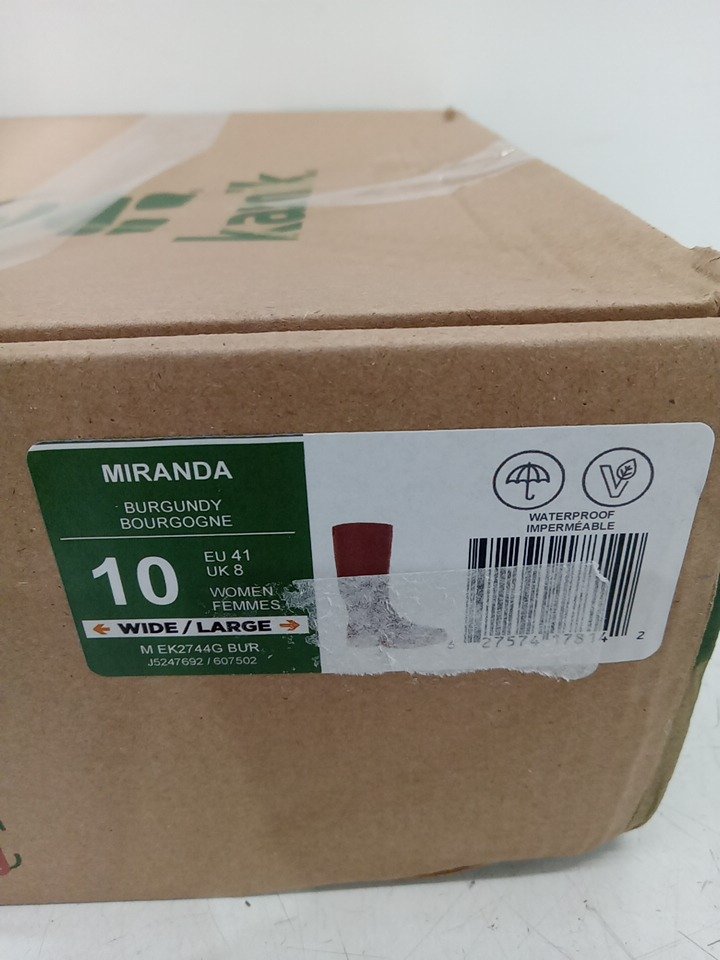 kamik
MIRANDA
BURGUNDY
BOURGOGNE
10
EU 41
UK 8
WOMEN
FEMMES
WIDE / LARGE
M EK2744G BUR
J5247692 / 607502
WATERPROOF
IMPERMÉABLE